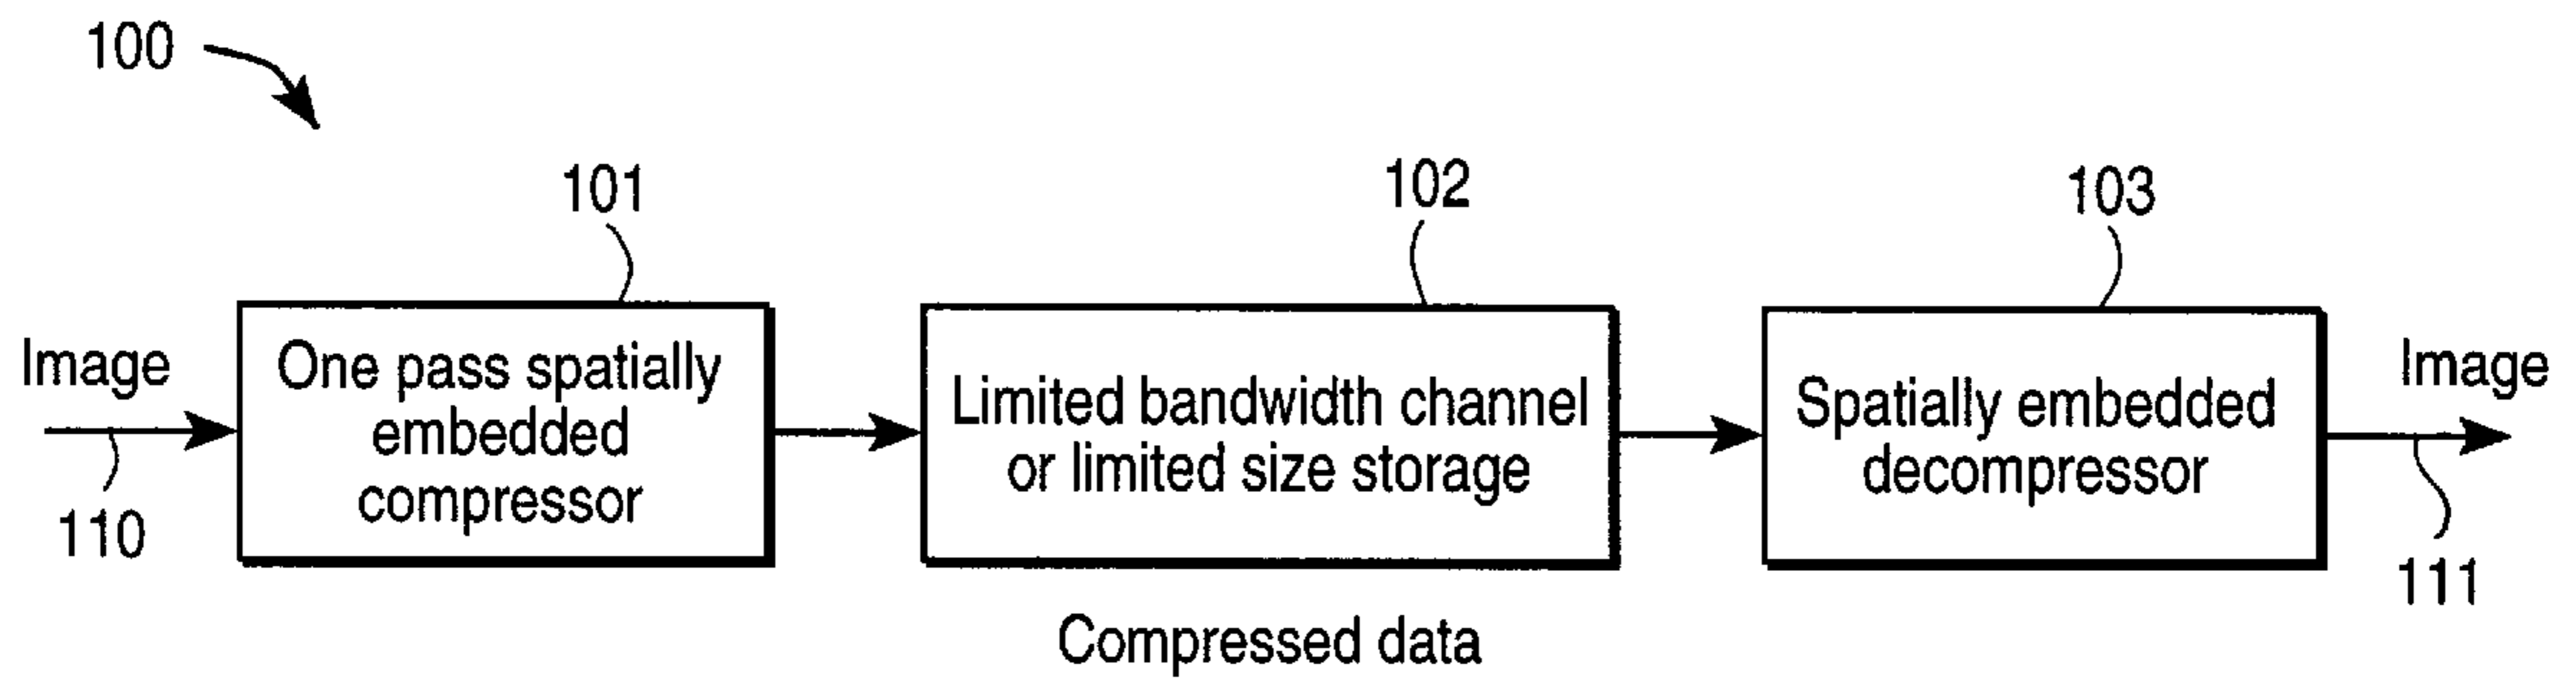 100
101
102
103
Image
One pass spatially
embedded
compressor
Limited bandwidth channel
or limited size storage
Spatially embedded
decompressor
Image
110
111
Compressed data